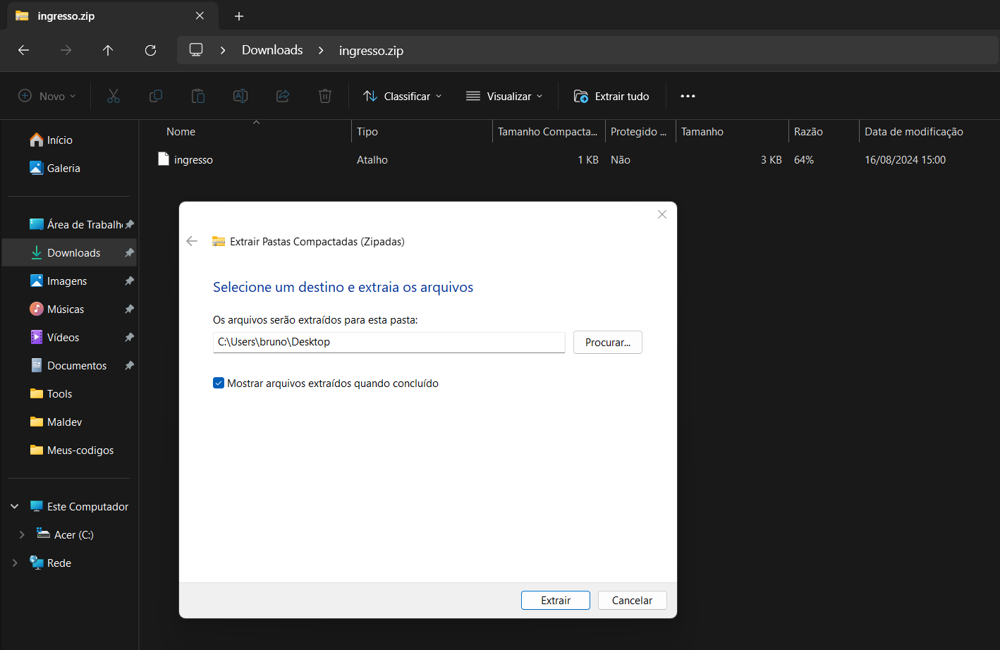 ingresso.zip
Downloads
ingresso.zip
Novo
Classificar
Visualizar
Extrair tudo
Início
Galeria
Área de Trabalh
Downloads
Imagens
Músicas
Vídeos
Documentos
Tools
Maldev
Meus-codigos
Este Computador
Acer (C:)
Rede
Nome Tipo Tamanho Compacta... Protegido ... Tamanho Razão Data de modificação
ingresso Atalho 1 KB Não 3 KB 64% 16/08/2024 15:00
Extrair Pastas Compactadas (Zipadas)
Selecione um destino e extraia os arquivos
Os arquivos serão extraídos para esta pasta:
C:\Users\bruno\Desktop
Procurar...
Mostrar arquivos extraídos quando concluído
Extrair
Cancelar